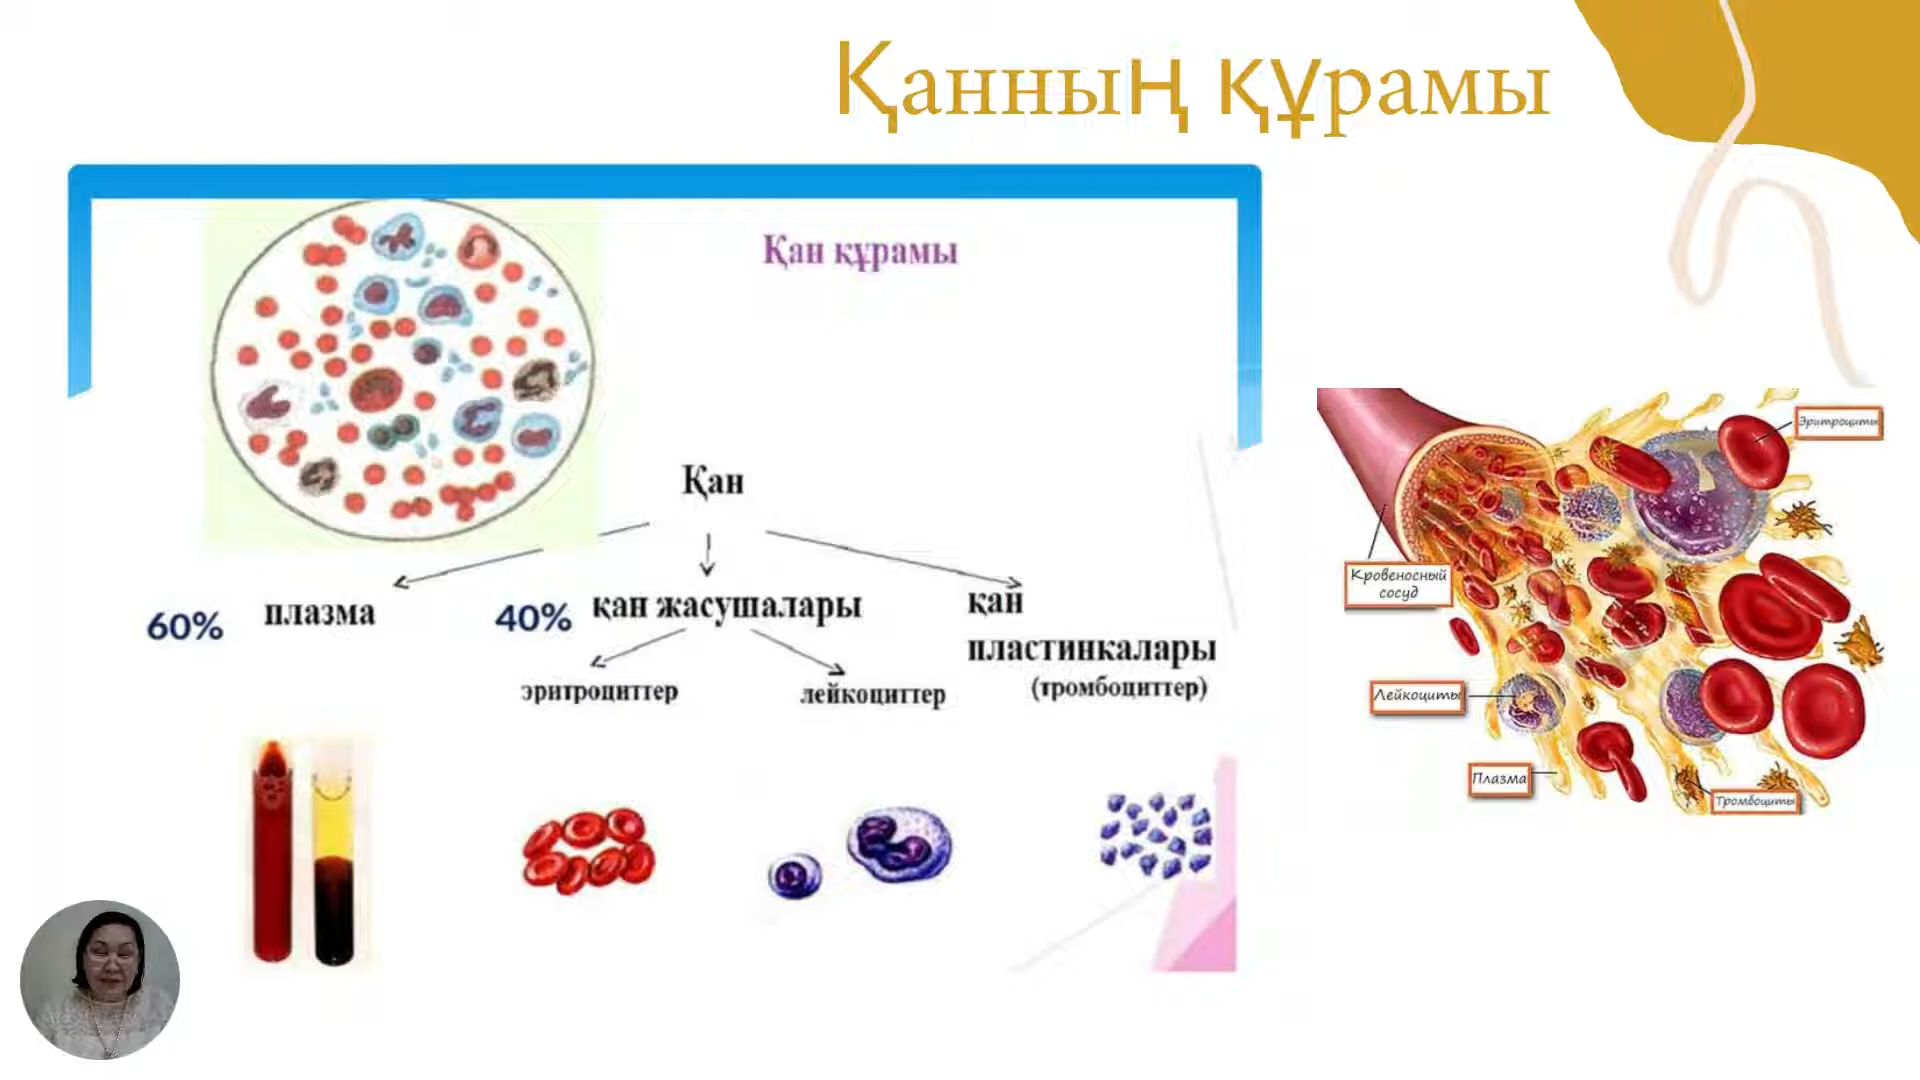 Қанның құрамы
Қан құрамы
Қан
60%
плазма
40%
қан жасушалары
қан
пластинкалары
(тромбоциттер)
эритроциттер
лейкоциттер
Эритроциты
Кровеносный
сосуд
Лейкоциты
Плазма
Тромбоциты